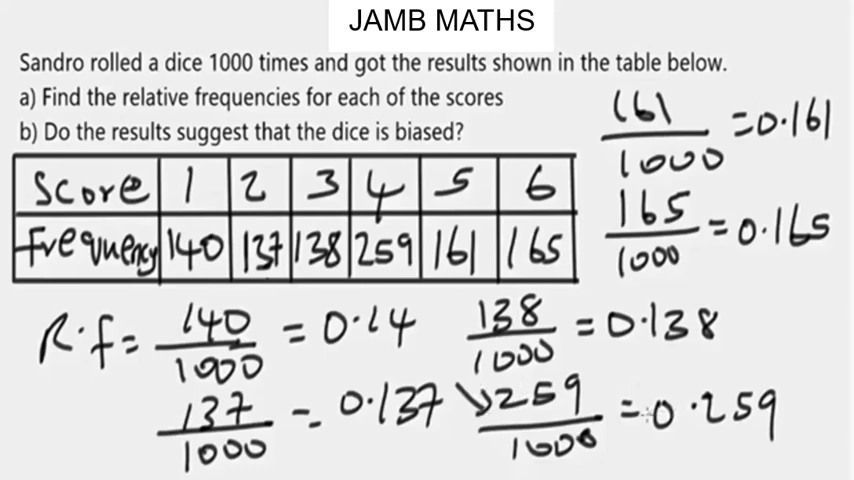 JAMB MATHS
Sandro rolled a dice 1000 times and got the results shown in the table below.
a) Find the relative frequencies for each of the scores
b) Do the results suggest that the dice is biased?
161/1000 = 0.161
165/1000 = 0.165
Score 1 2 3 4 5 6
Frequency 140 137 138 259 161 165
R.f = 140/1000 = 0.14
138/1000 = 0.138
137/1000 = 0.137
259/1000 = 0.259